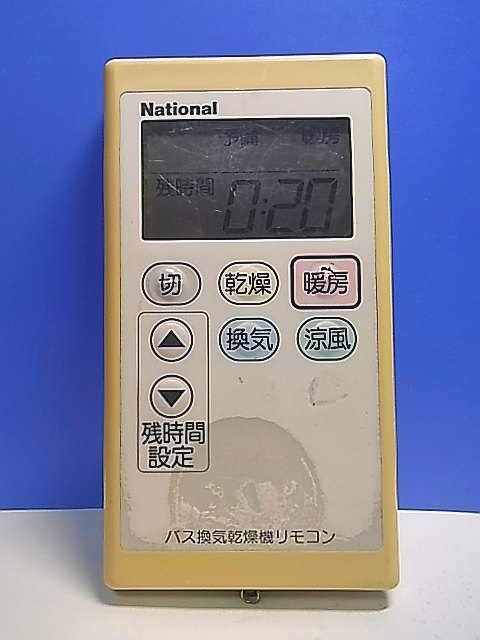 National
予備 暖房
残時間 0:20
切 乾燥 暖房
▲ 換気 涼風
▼
残時間
設定
バス換気乾燥機リモコン